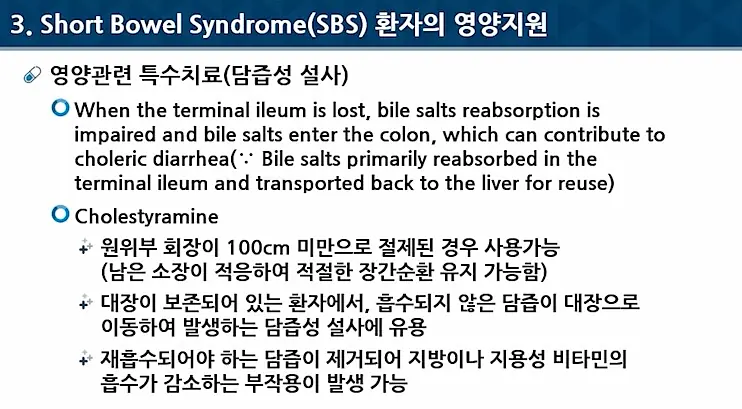 3. Short Bowel Syndrome(SBS) 환자의 영양지원
영양관련 특수치료(담즙성 설사)
When the terminal ileum is lost, bile salts reabsorption is
impaired and bile salts enter the colon, which can contribute to
choleric diarrhea(∵ Bile salts primarily reabsorbed in the
terminal ileum and transported back to the liver for reuse)
Cholestyramine
원위부 회장이 100cm 미만으로 절제된 경우 사용가능
(남은 소장이 적응하여 적절한 장간순환 유지 가능함)
대장이 보존되어 있는 환자에서, 흡수되지 않은 담즙이 대장으로
이동하여 발생하는 담즙성 설사에 유용
재흡수되어야 하는 담즙이 제거되어 지방이나 지용성 비타민의
흡수가 감소하는 부작용이 발생 가능